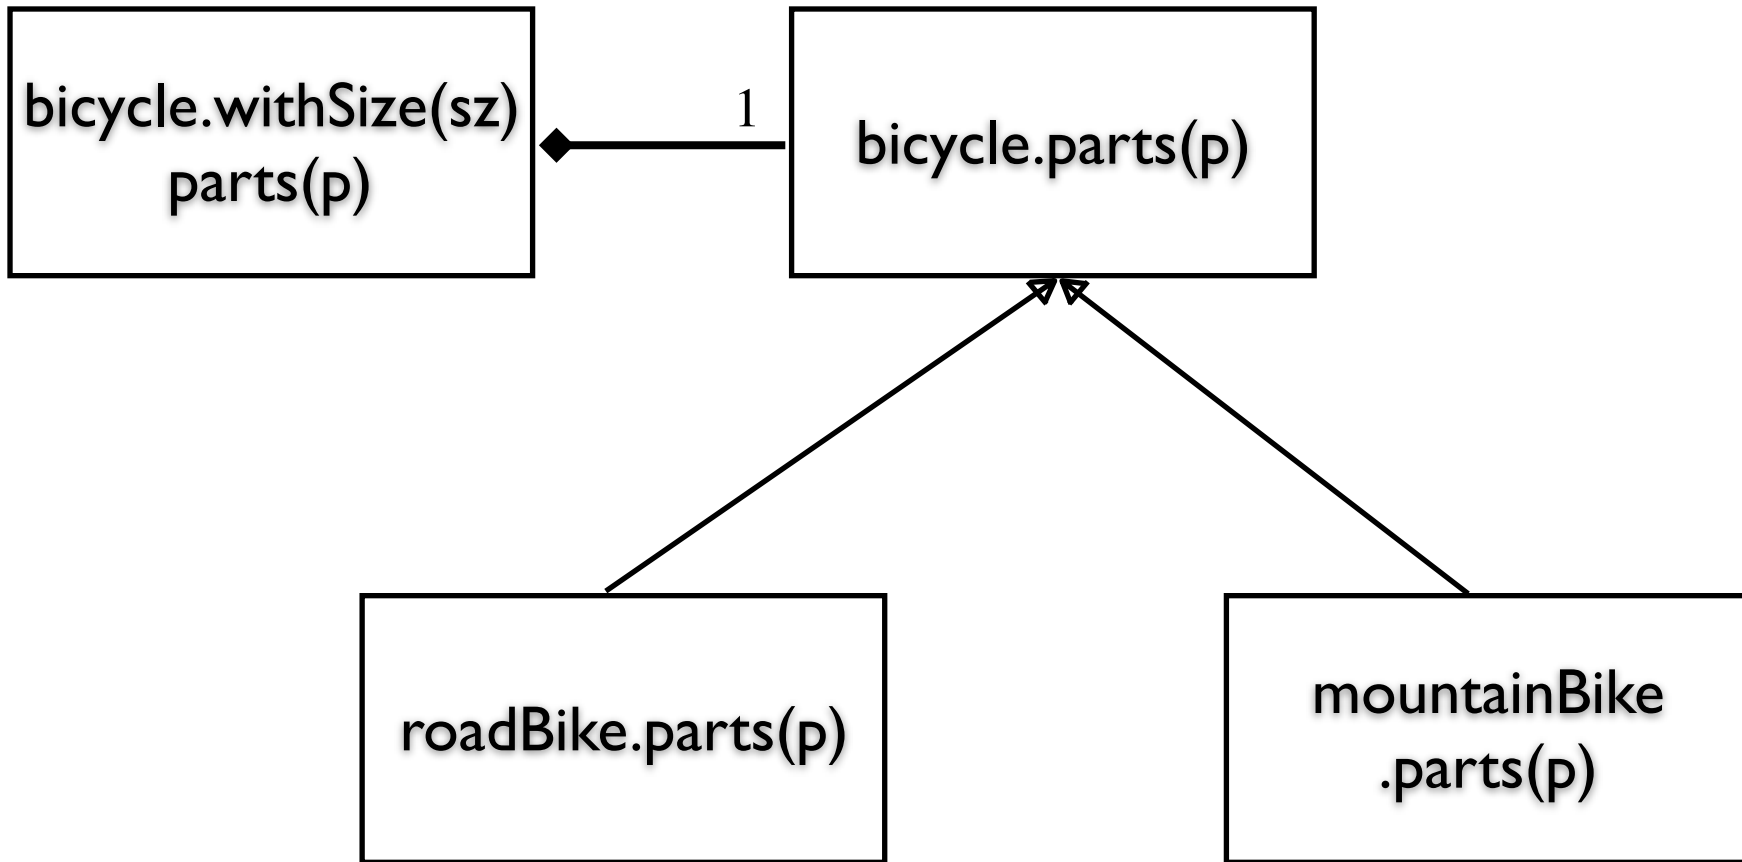 bicycle.withSize(sz)
parts(p)
1
bicycle.parts(p)
roadBike.parts(p)
mountainBike
.parts(p)